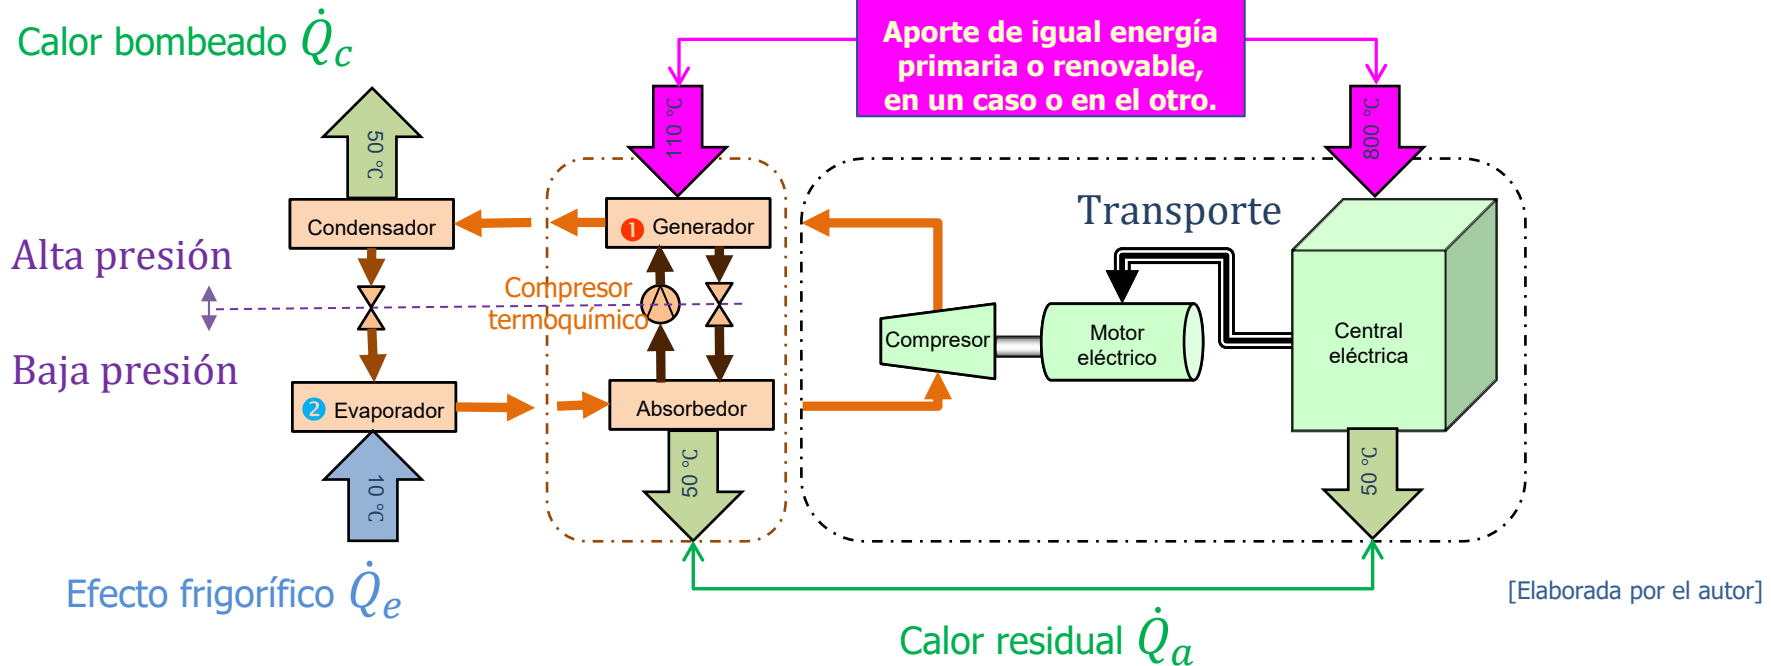 Calor bombeado Q̇c
Aporte de igual energía
primaria o renovable,
en un caso o en el otro.
50 °C
110 °C
800 °C
Condensador
❶ Generador
Transporte
Alta presión
Compresor
termoquímico
Baja presión
Compresor
Motor
eléctrico
Central
eléctrica
❷ Evaporador
Absorbedor
10 °C
50 °C
50 °C
Efecto frigorífico Q̇e
[Elaborada por el autor]
Calor residual Q̇a